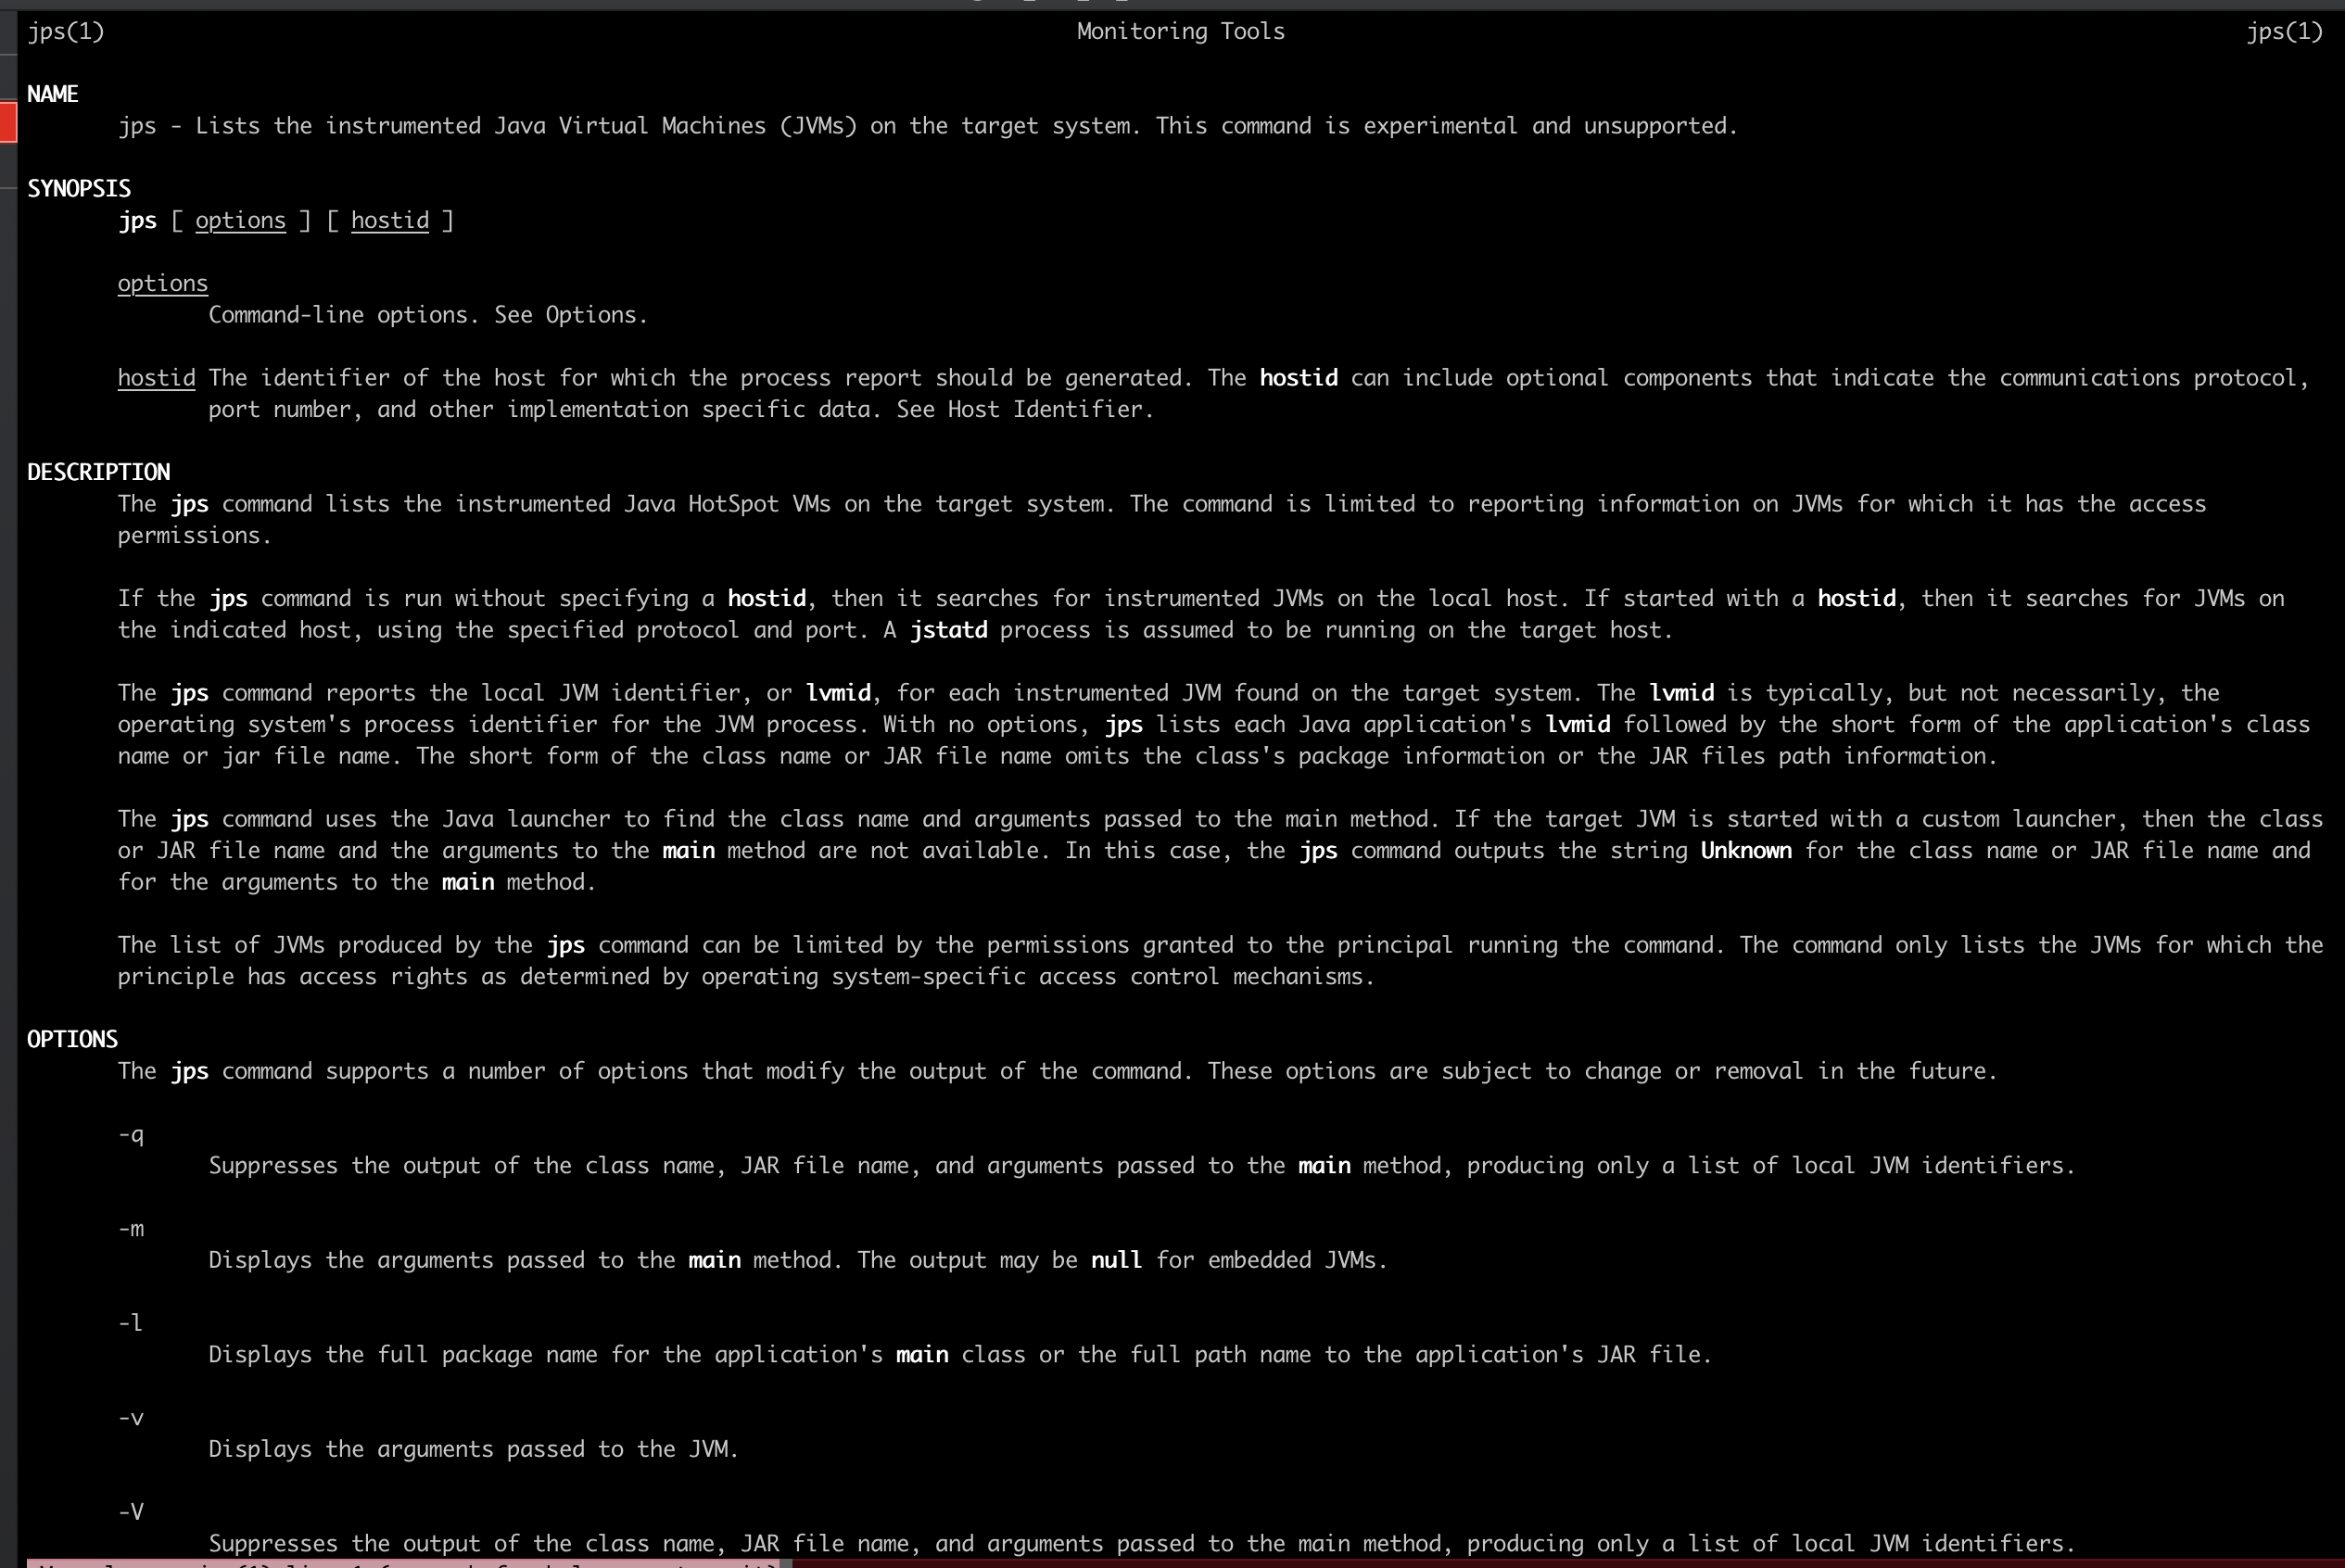 jps(1) Monitoring Tools jps(1)
NAME
jps - Lists the instrumented Java Virtual Machines (JVMs) on the target system. This command is experimental and unsupported.
SYNOPSIS
jps [ options ] [ hostid ]
options
Command-line options. See Options.
hostid The identifier of the host for which the process report should be generated. The hostid can include optional components that indicate the communications protocol,
port number, and other implementation specific data. See Host Identifier.
DESCRIPTION
The jps command lists the instrumented Java HotSpot VMs on the target system. The command is limited to reporting information on JVMs for which it has the access
permissions.
If the jps command is run without specifying a hostid, then it searches for instrumented JVMs on the local host. If started with a hostid, then it searches for JVMs on
the indicated host, using the specified protocol and port. A jstatd process is assumed to be running on the target host.
The jps command reports the local JVM identifier, or lvmid, for each instrumented JVM found on the target system. The lvmid is typically, but not necessarily, the
operating system's process identifier for the JVM process. With no options, jps lists each Java application's lvmid followed by the short form of the application's class
name or jar file name. The short form of the class name or JAR file name omits the class's package information or the JAR files path information.
The jps command uses the Java launcher to find the class name and arguments passed to the main method. If the target JVM is started with a custom launcher, then the class
or JAR file name and the arguments to the main method are not available. In this case, the jps command outputs the string Unknown for the class name or JAR file name and
for the arguments to the main method.
The list of JVMs produced by the jps command can be limited by the permissions granted to the principal running the command. The command only lists the JVMs for which the
principle has access rights as determined by operating system-specific access control mechanisms.
OPTIONS
The jps command supports a number of options that modify the output of the command. These options are subject to change or removal in the future.
-q
Suppresses the output of the class name, JAR file name, and arguments passed to the main method, producing only a list of local JVM identifiers.
-m
Displays the arguments passed to the main method. The output may be null for embedded JVMs.
-l
Displays the full package name for the application's main class or the full path name to the application's JAR file.
-v
Displays the arguments passed to the JVM.
-V
Suppresses the output of the class name, JAR file name, and arguments passed to the main method, producing only a list of local JVM identifiers.